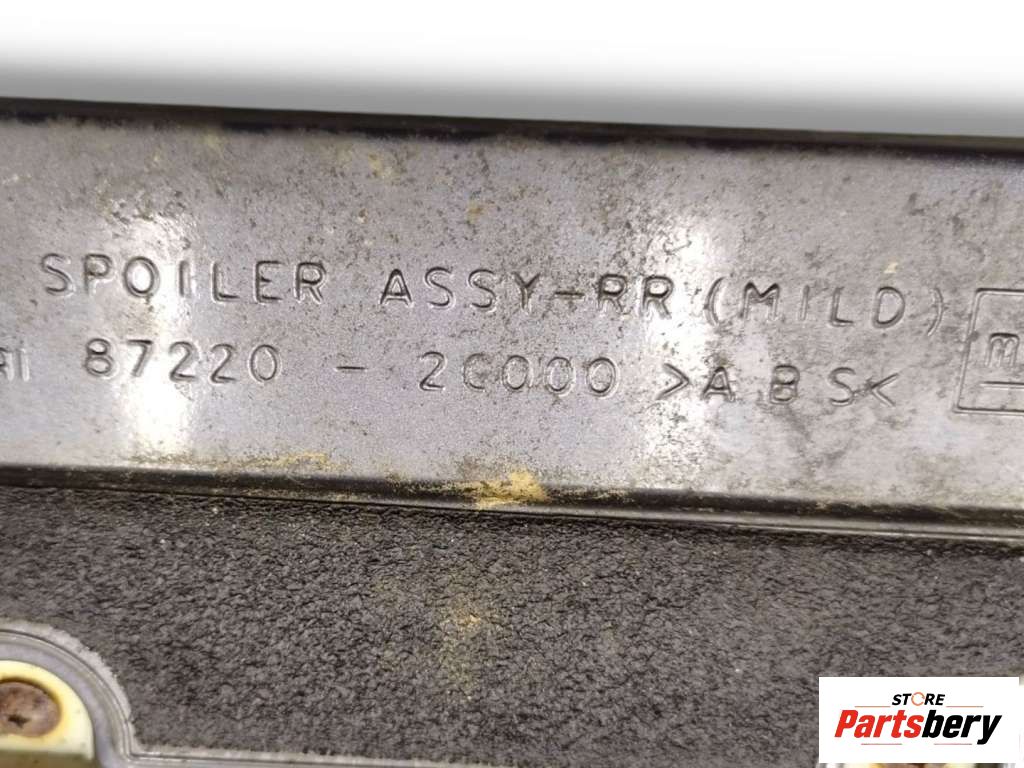 SPOILER ASSY-RR (MILD)
87220 - 2C000 >ABS<
STORE
Partsbery